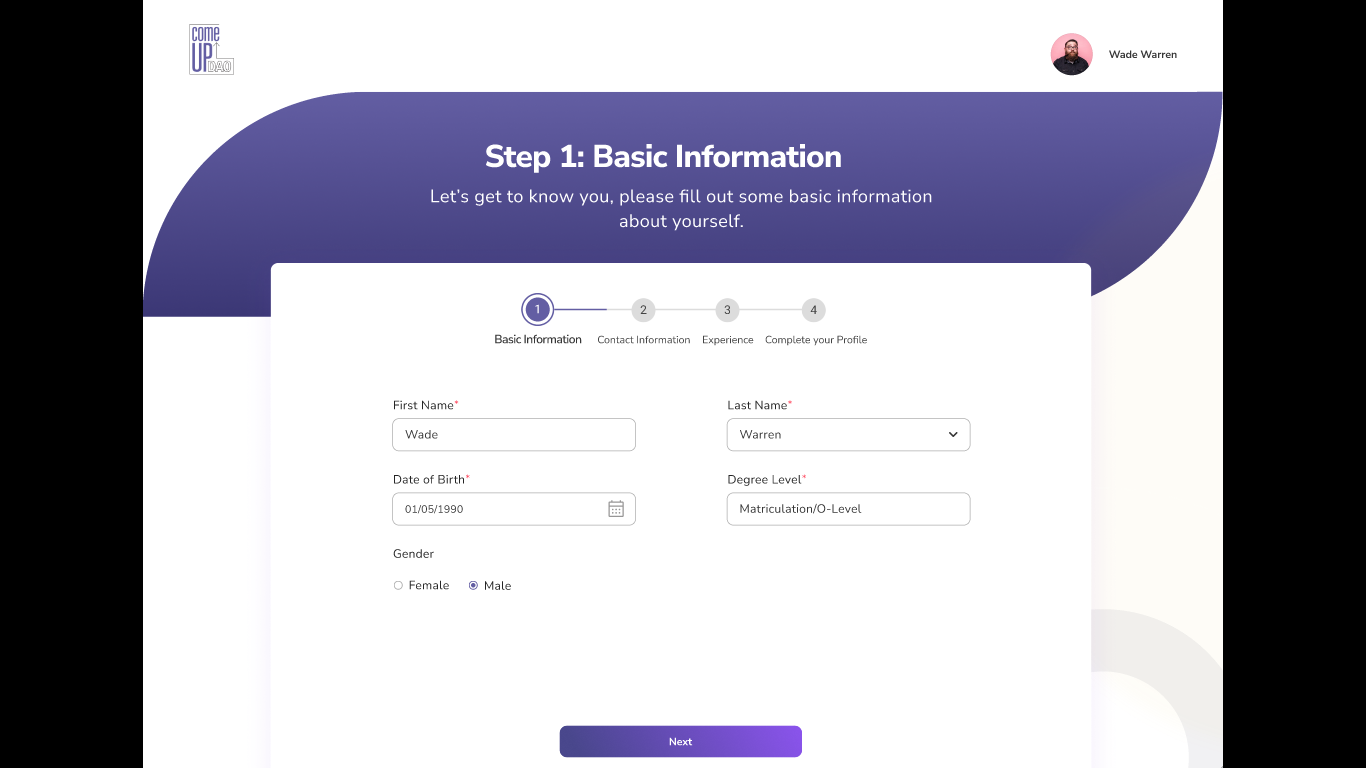 come
UP
DAO
Wade Warren
Step 1: Basic Information
Let's get to know you, please fill out some basic information
about yourself.
1 2 3 4
Basic Information Contact Information Experience Complete your Profile
First Name* Last Name*
Wade Warren
Date of Birth* Degree Level*
01/05/1990 Matriculation/O-Level
Gender
Female Male
Next